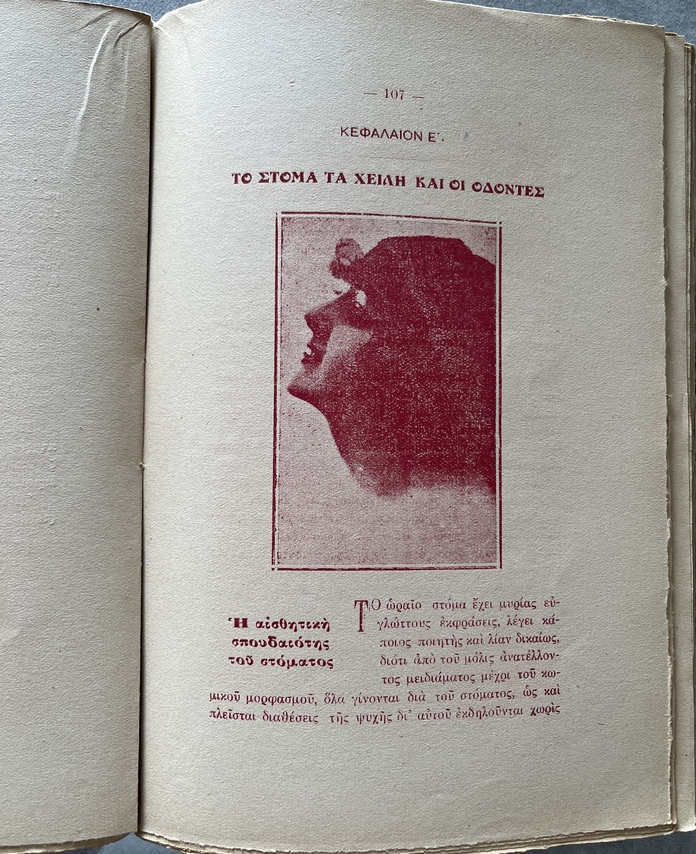 — 107 —
ΚΕΦΑΛΑΙΟΝ Ε΄.
ΤΟ ΣΤΟΜΑ ΤΑ ΧΕΙΛΗ ΚΑΙ ΟΙ ΟΔΟΝΤΕΣ
Ἡ αἰσθητικὴ
σπουδαιότης
τοῦ στόματος
ΤΟ ὡραῖο στόμα ἔχει μυρίας εὐ-
γλώττους ἐκφράσεις, λέγει κά-
ποιος ποιητὴς καὶ λίαν δικαίως,
διότι ἀπὸ τοῦ μόλις ἀνατέλλον-
τος μειδιάματος μέχρι τοῦ κω-
μικοῦ μορφασμοῦ, ὅλα γίνονται διὰ τοῦ στόματος, ὡς καὶ
πλεῖσται διαθέσεις τῆς ψυχῆς δι᾽ αὐτοῦ ἐκδηλοῦνται χωρὶς